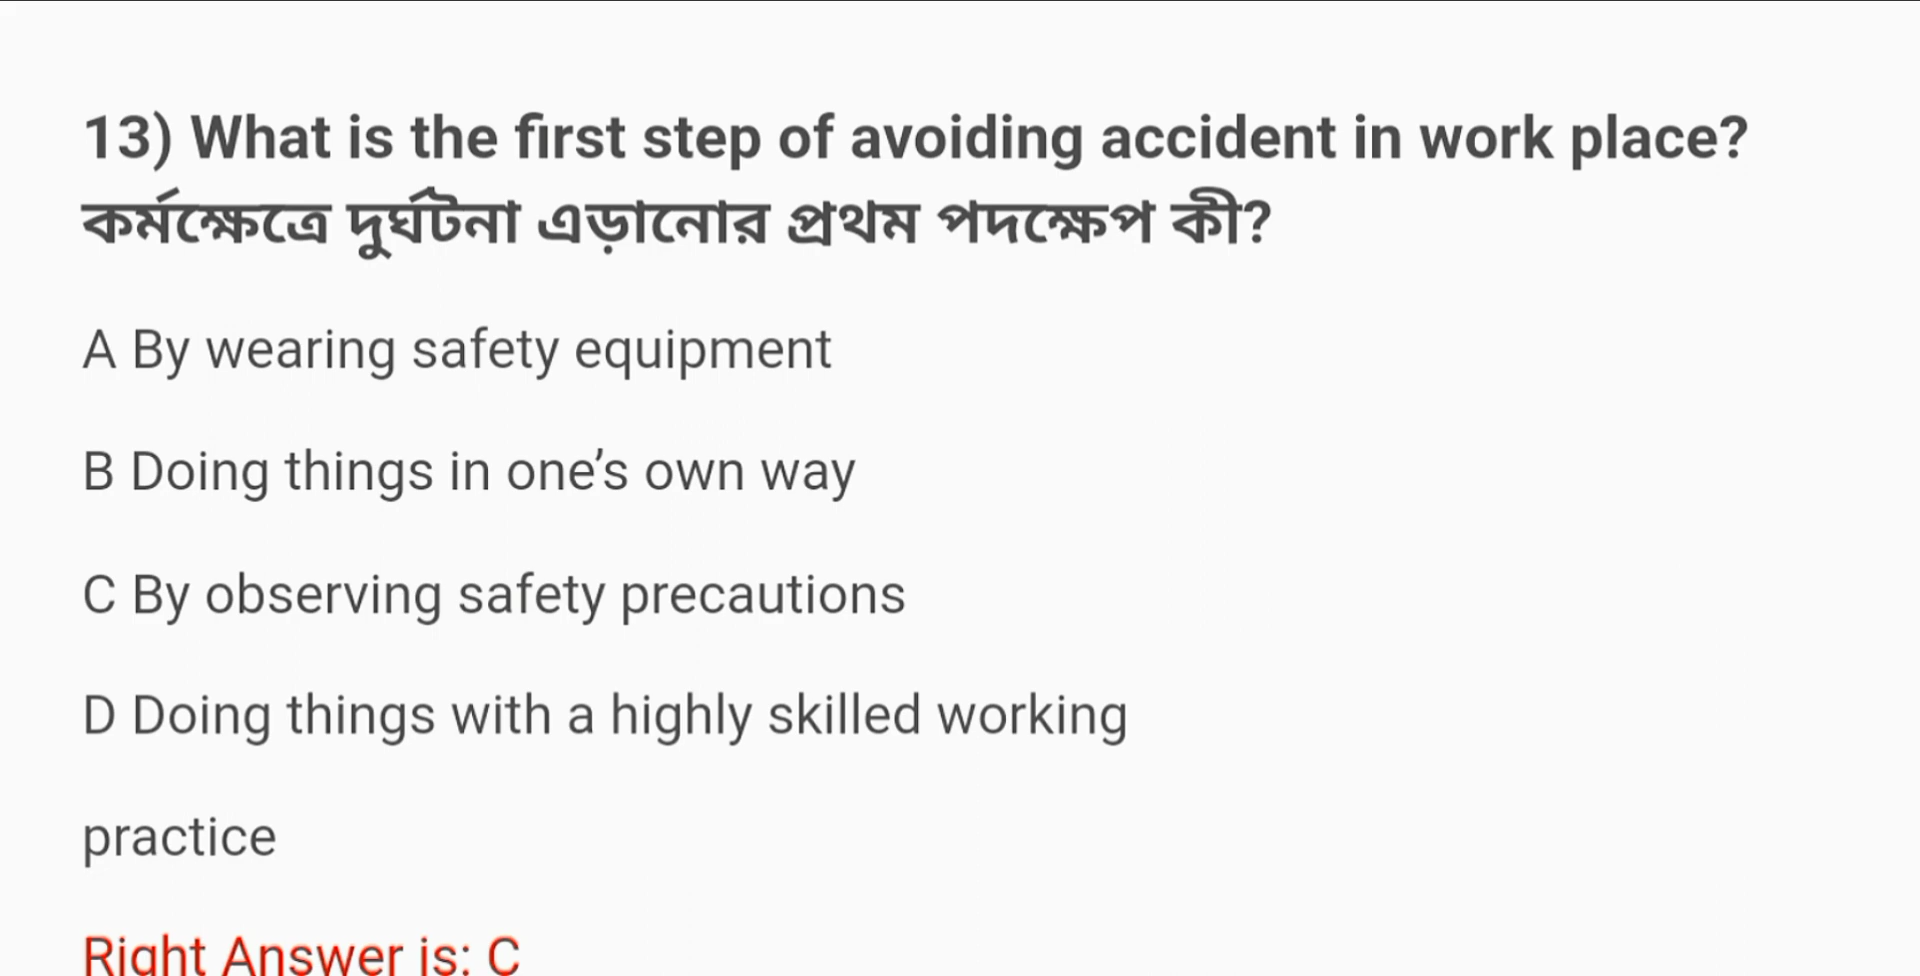 13) What is the first step of avoiding accident in work place?
কর্মক্ষেত্রে দুর্ঘটনা এড়ানোর প্রথম পদক্ষেপ কী?
A By wearing safety equipment
B Doing things in one’s own way
C By observing safety precautions
D Doing things with a highly skilled working
practice
Right Answer is: C